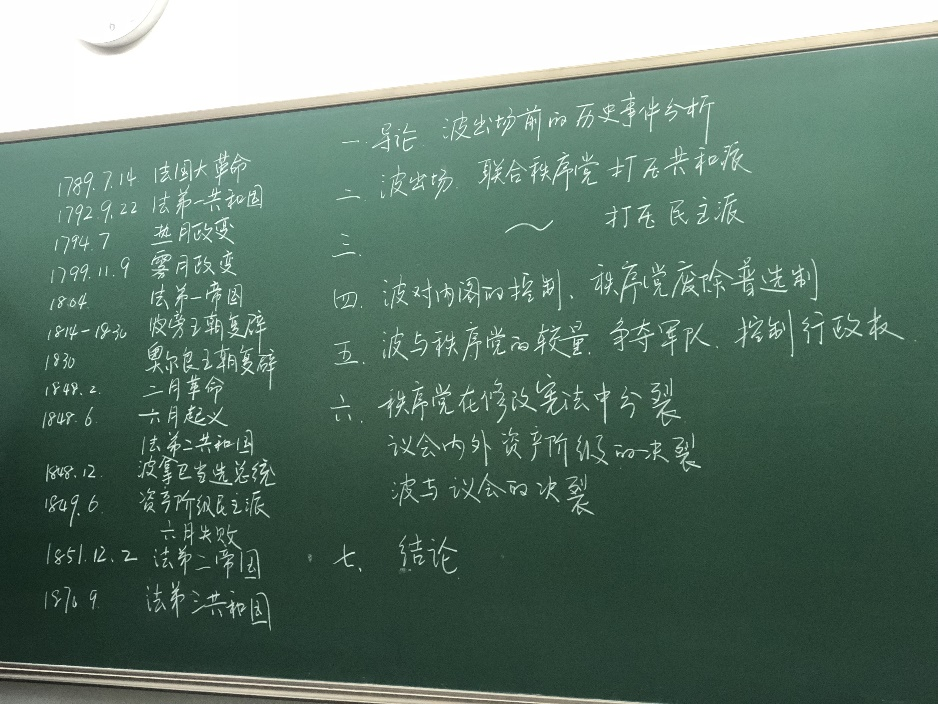 1789.7.14 法国大革命
1792.9.22 法第一共和国
1794.7 热月政变
1799.11.9 雾月政变
1804 法第一帝国
1814-1830 波旁王朝复辟
1830 奥尔良王朝复辟
1848.2. 二月革命
1848.6. 六月起义
法第二共和国
1848.12. 波拿巴当选总统
1849.6. 资产阶级民主派
六月失败
1851.12.2 法第二帝国
1870.9. 法第三共和国
一.导论.波出场前的历史事件分析
二.波出场.联合秩序党打压共和派
三. ～ 打压民主派
四.波对内阁的控制、秩序党废除普选制
五.波与秩序党的较量.争夺军队.控制行政权.
六.秩序党在修改宪法中分裂
议会内外资产阶级的决裂
波与议会的决裂
七、结论.